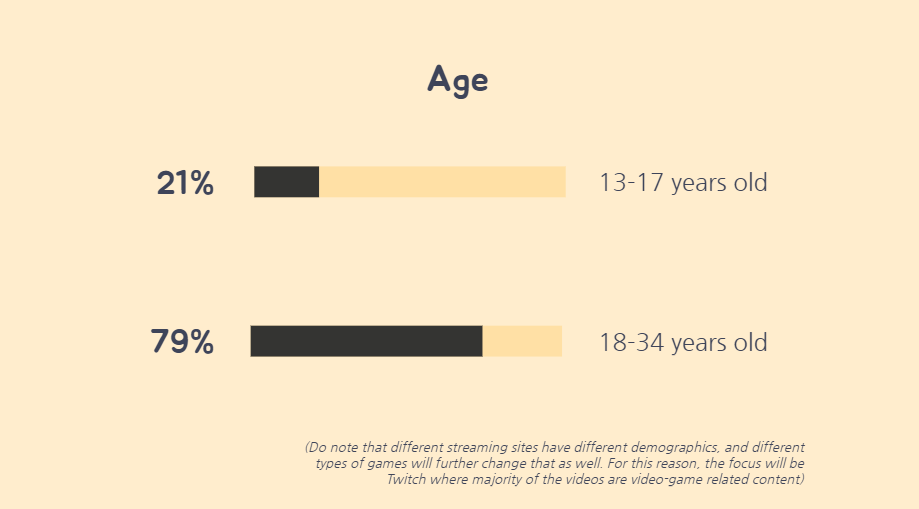 Age
21% 13-17 years old
79% 18-34 years old
(Do note that different streaming sites have different demographics, and different
types of games will further change that as well. For this reason, the focus will be
Twitch where majority of the videos are video-game related content)